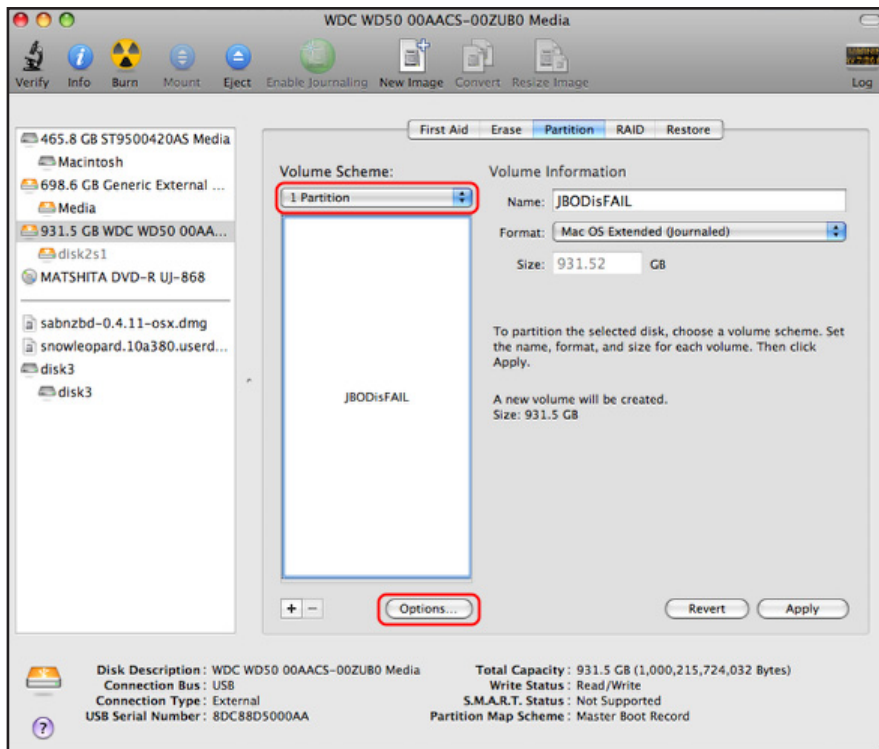 WDC WD50 00AACS-00ZUB0 Media
Verify Info Burn Mount Eject Enable Journaling New Image Convert Resize Image Log
465.8 GB ST9500420AS Media
Macintosh
698.6 GB Generic External ...
Media
931.5 GB WDC WD50 00AA...
disk2s1
MATSHITA DVD-R UJ-868
sabnzbd-0.4.11-osx.dmg
snowleopard.10a380.userd...
disk3
disk3
First Aid Erase Partition RAID Restore
Volume Scheme:
1 Partition
JBODisFAIL
+ −
Options...
Volume Information
Name: JBODisFAIL
Format: Mac OS Extended (Journaled)
Size: 931.52 GB
To partition the selected disk, choose a volume scheme. Set
the name, format, and size for each volume. Then click
Apply.
A new volume will be created.
Size: 931.5 GB
Revert Apply
Disk Description : WDC WD50 00AACS-00ZUB0 Media
Connection Bus : USB
Connection Type : External
USB Serial Number : 8DC88D5000AA
Total Capacity : 931.5 GB (1,000,215,724,032 Bytes)
Write Status : Read/Write
S.M.A.R.T. Status : Not Supported
Partition Map Scheme : Master Boot Record
?